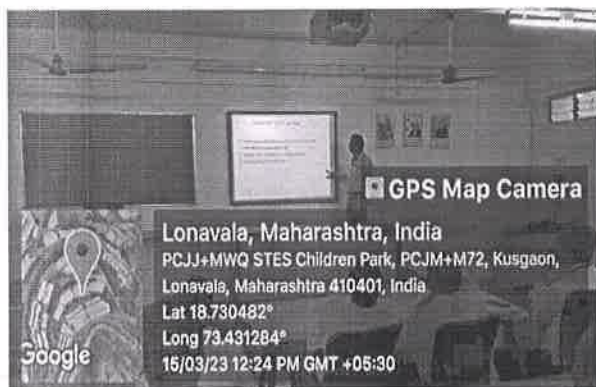 GPS Map Camera
Lonavala, Maharashtra, India
PCJJ+MWQ STES Children Park, PCJM+M72, Kusgaon,
Lonavala, Maharashtra 410401, India
Lat 18.730482°
Long 73.431284°
15/03/23 12:24 PM GMT +05:30
Google